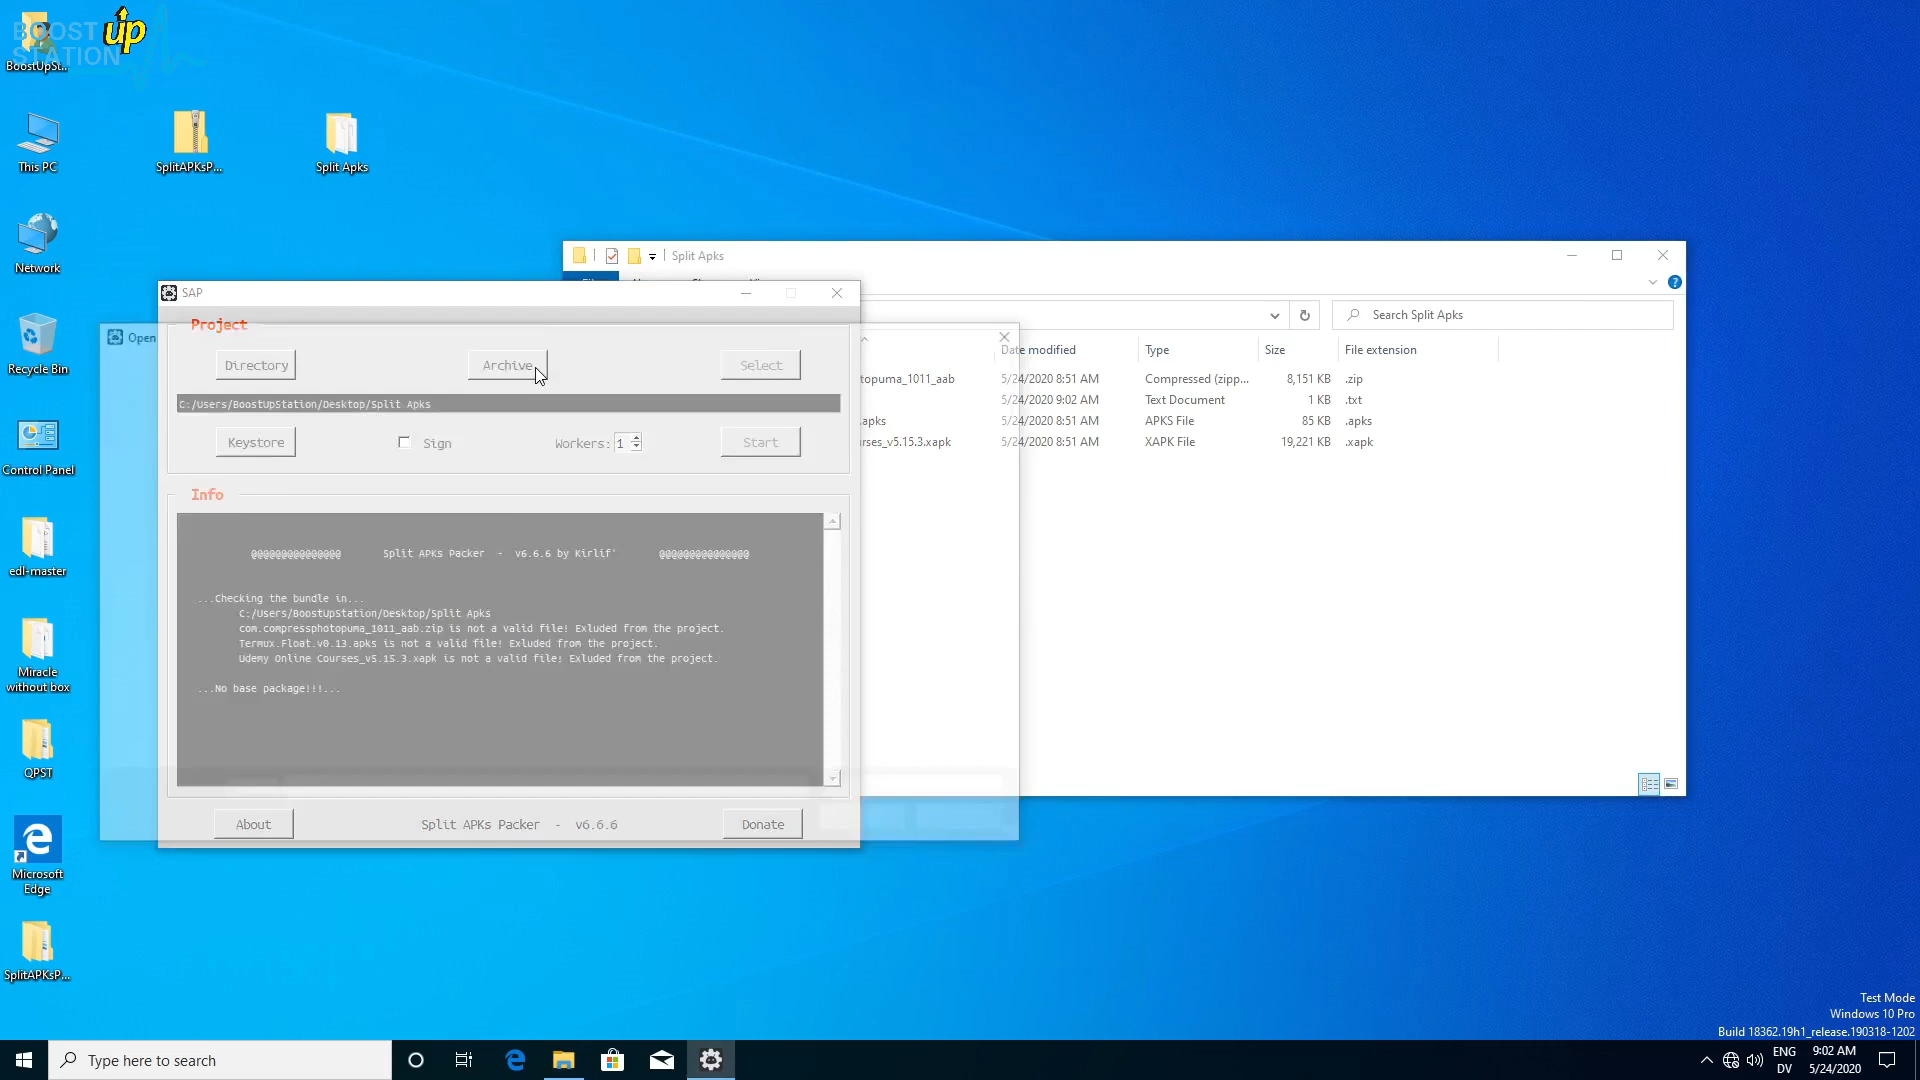 BOOST up
STATION
BoostUpSt...
This PC
SplitAPKsP...
Split Apks
Network
Recycle Bin
Control Panel
edl-master
Miracle
without box
QPST
Microsoft
Edge
SplitAPKsP...
Split Apks
Search Split Apks
Date modified
Type
Size
File extension
topuma_1011_aab
5/24/2020 8:51 AM
Compressed (zipp...
8,151 KB
.zip
5/24/2020 9:02 AM
Text Document
1 KB
.txt
.apks
5/24/2020 8:51 AM
APKS File
85 KB
.apks
urses_v5.15.3.xapk
5/24/2020 8:51 AM
XAPK File
19,221 KB
.xapk
SAP
Open
Project
Directory
Archive
Select
C:/Users/BoostUpStation/Desktop/Split Apks
Keystore
Sign
Workers: 1
Start
Info
@@@@@@@@@@@@@@@ Split APKs Packer - v6.6.6 by Kirlif' @@@@@@@@@@@@@@@
...Checking the bundle in...
C:/Users/BoostUpStation/Desktop/Split Apks
com.compressphotopuma_1011_aab.zip is not a valid file! Exluded from the project.
Termux.Float.v0.13.apks is not a valid file! Exluded from the project.
Udemy Online Courses_v5.15.3.xapk is not a valid file! Exluded from the project.
...No base package!!!...
About
Split APKs Packer - v6.6.6
Donate
Test Mode
Windows 10 Pro
Build 18362.19h1_release.190318-1202
Type here to search
ENG
DV
9:02 AM
5/24/2020